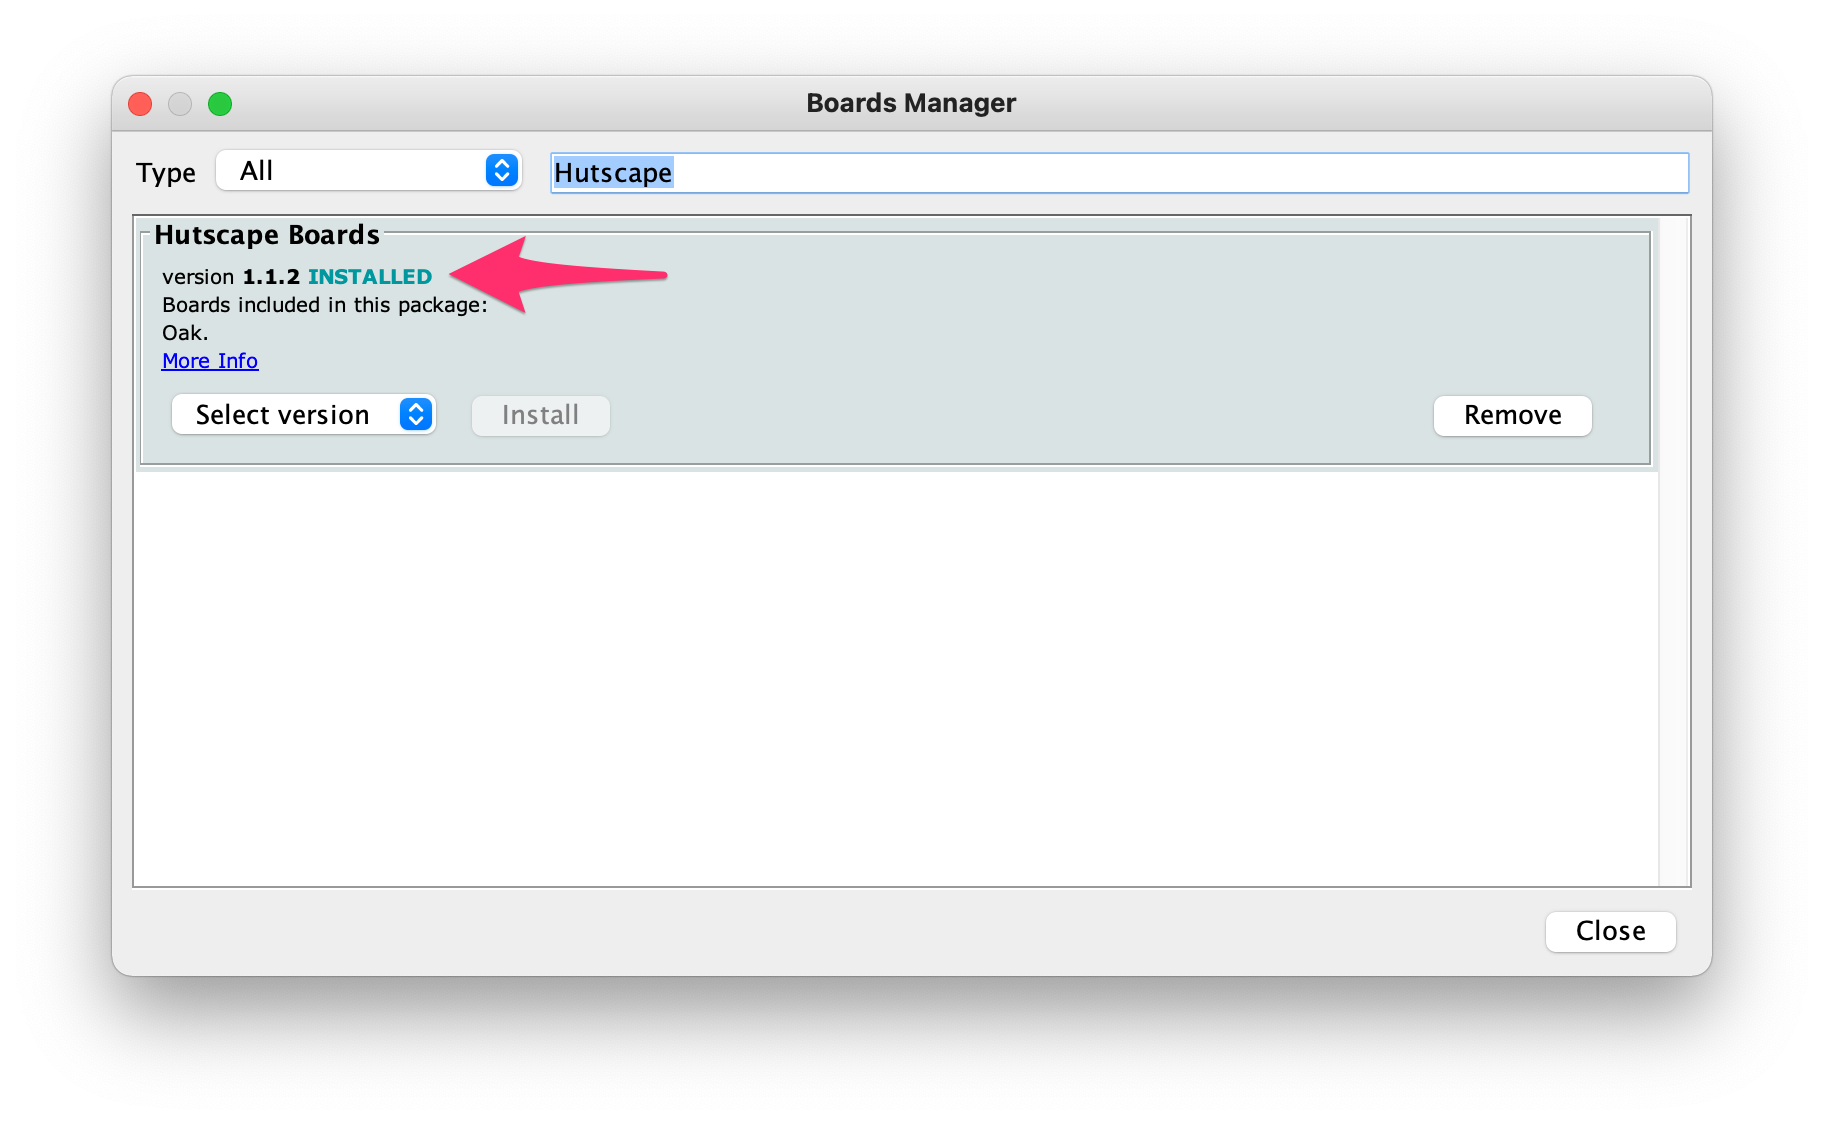 Boards Manager
Type All Hutscape
Hutscape Boards
version 1.1.2 INSTALLED
Boards included in this package:
Oak.
More Info
Select version Install Remove
Close